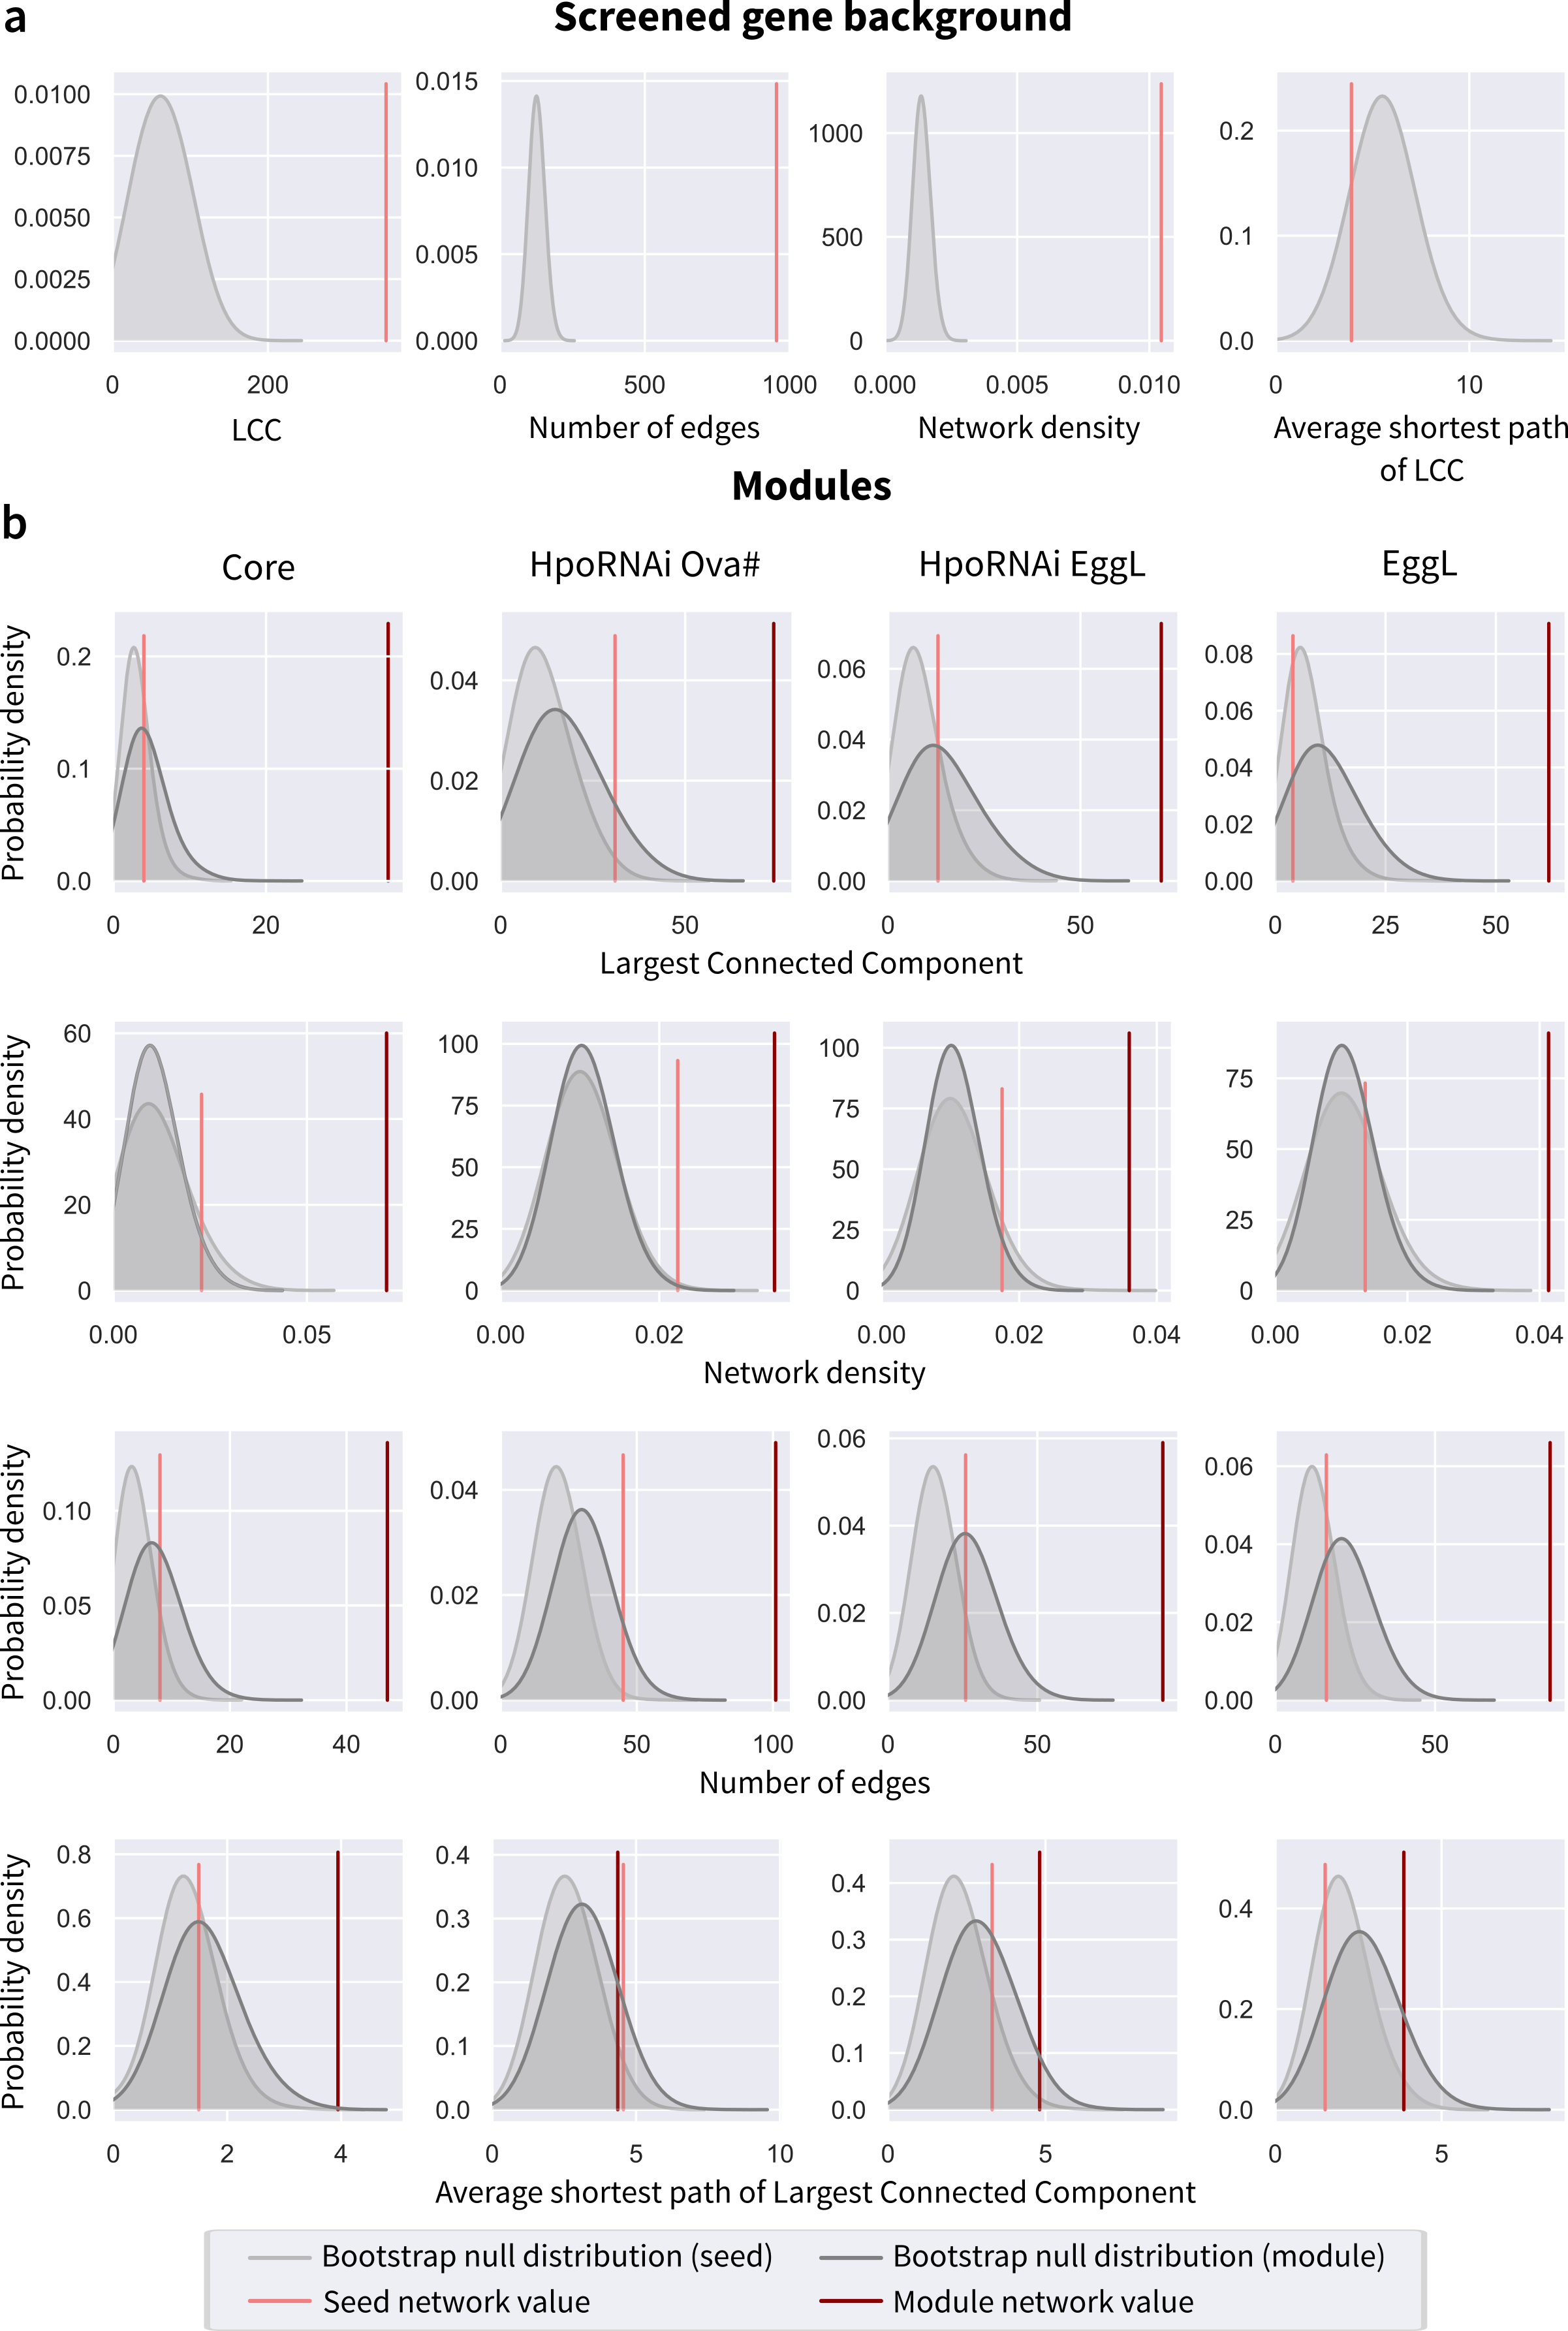 a
Screened gene background
0.0100
0.0075
0.0050
0.0025
0.0000
0 200
LCC
0.015
0.010
0.005
0.000
0 500 1000
Number of edges
1000
500
0
0.000 0.005 0.010
Network density
0.2
0.1
0.0
0 10
Average shortest path
of LCC
Modules
b
Core
HpoRNAi Ova#
HpoRNAi EggL
EggL
Probability density
0.2
0.1
0.0
0 20
0.04
0.02
0.00
0 50
0.06
0.04
0.02
0.00
0 50
0.08
0.06
0.04
0.02
0.00
0 25 50
Largest Connected Component
Probability density
60
40
20
0
0.00 0.05
100
75
50
25
0
0.00 0.02
100
75
50
25
0
0.00 0.02 0.04
75
50
25
0
0.00 0.02 0.04
Network density
Probability density
0.10
0.05
0.00
0 20 40
0.04
0.02
0.00
0 50 100
0.06
0.04
0.02
0.00
0 50
0.06
0.04
0.02
0.00
0 50
Number of edges
Probability density
0.8
0.6
0.4
0.2
0.0
0 2 4
0.4
0.3
0.2
0.1
0.0
0 5 10
0.4
0.3
0.2
0.1
0.0
0 5
0.4
0.2
0.0
0 5
Average shortest path of Largest Connected Component
Bootstrap null distribution (seed)
Bootstrap null distribution (module)
Seed network value
Module network value